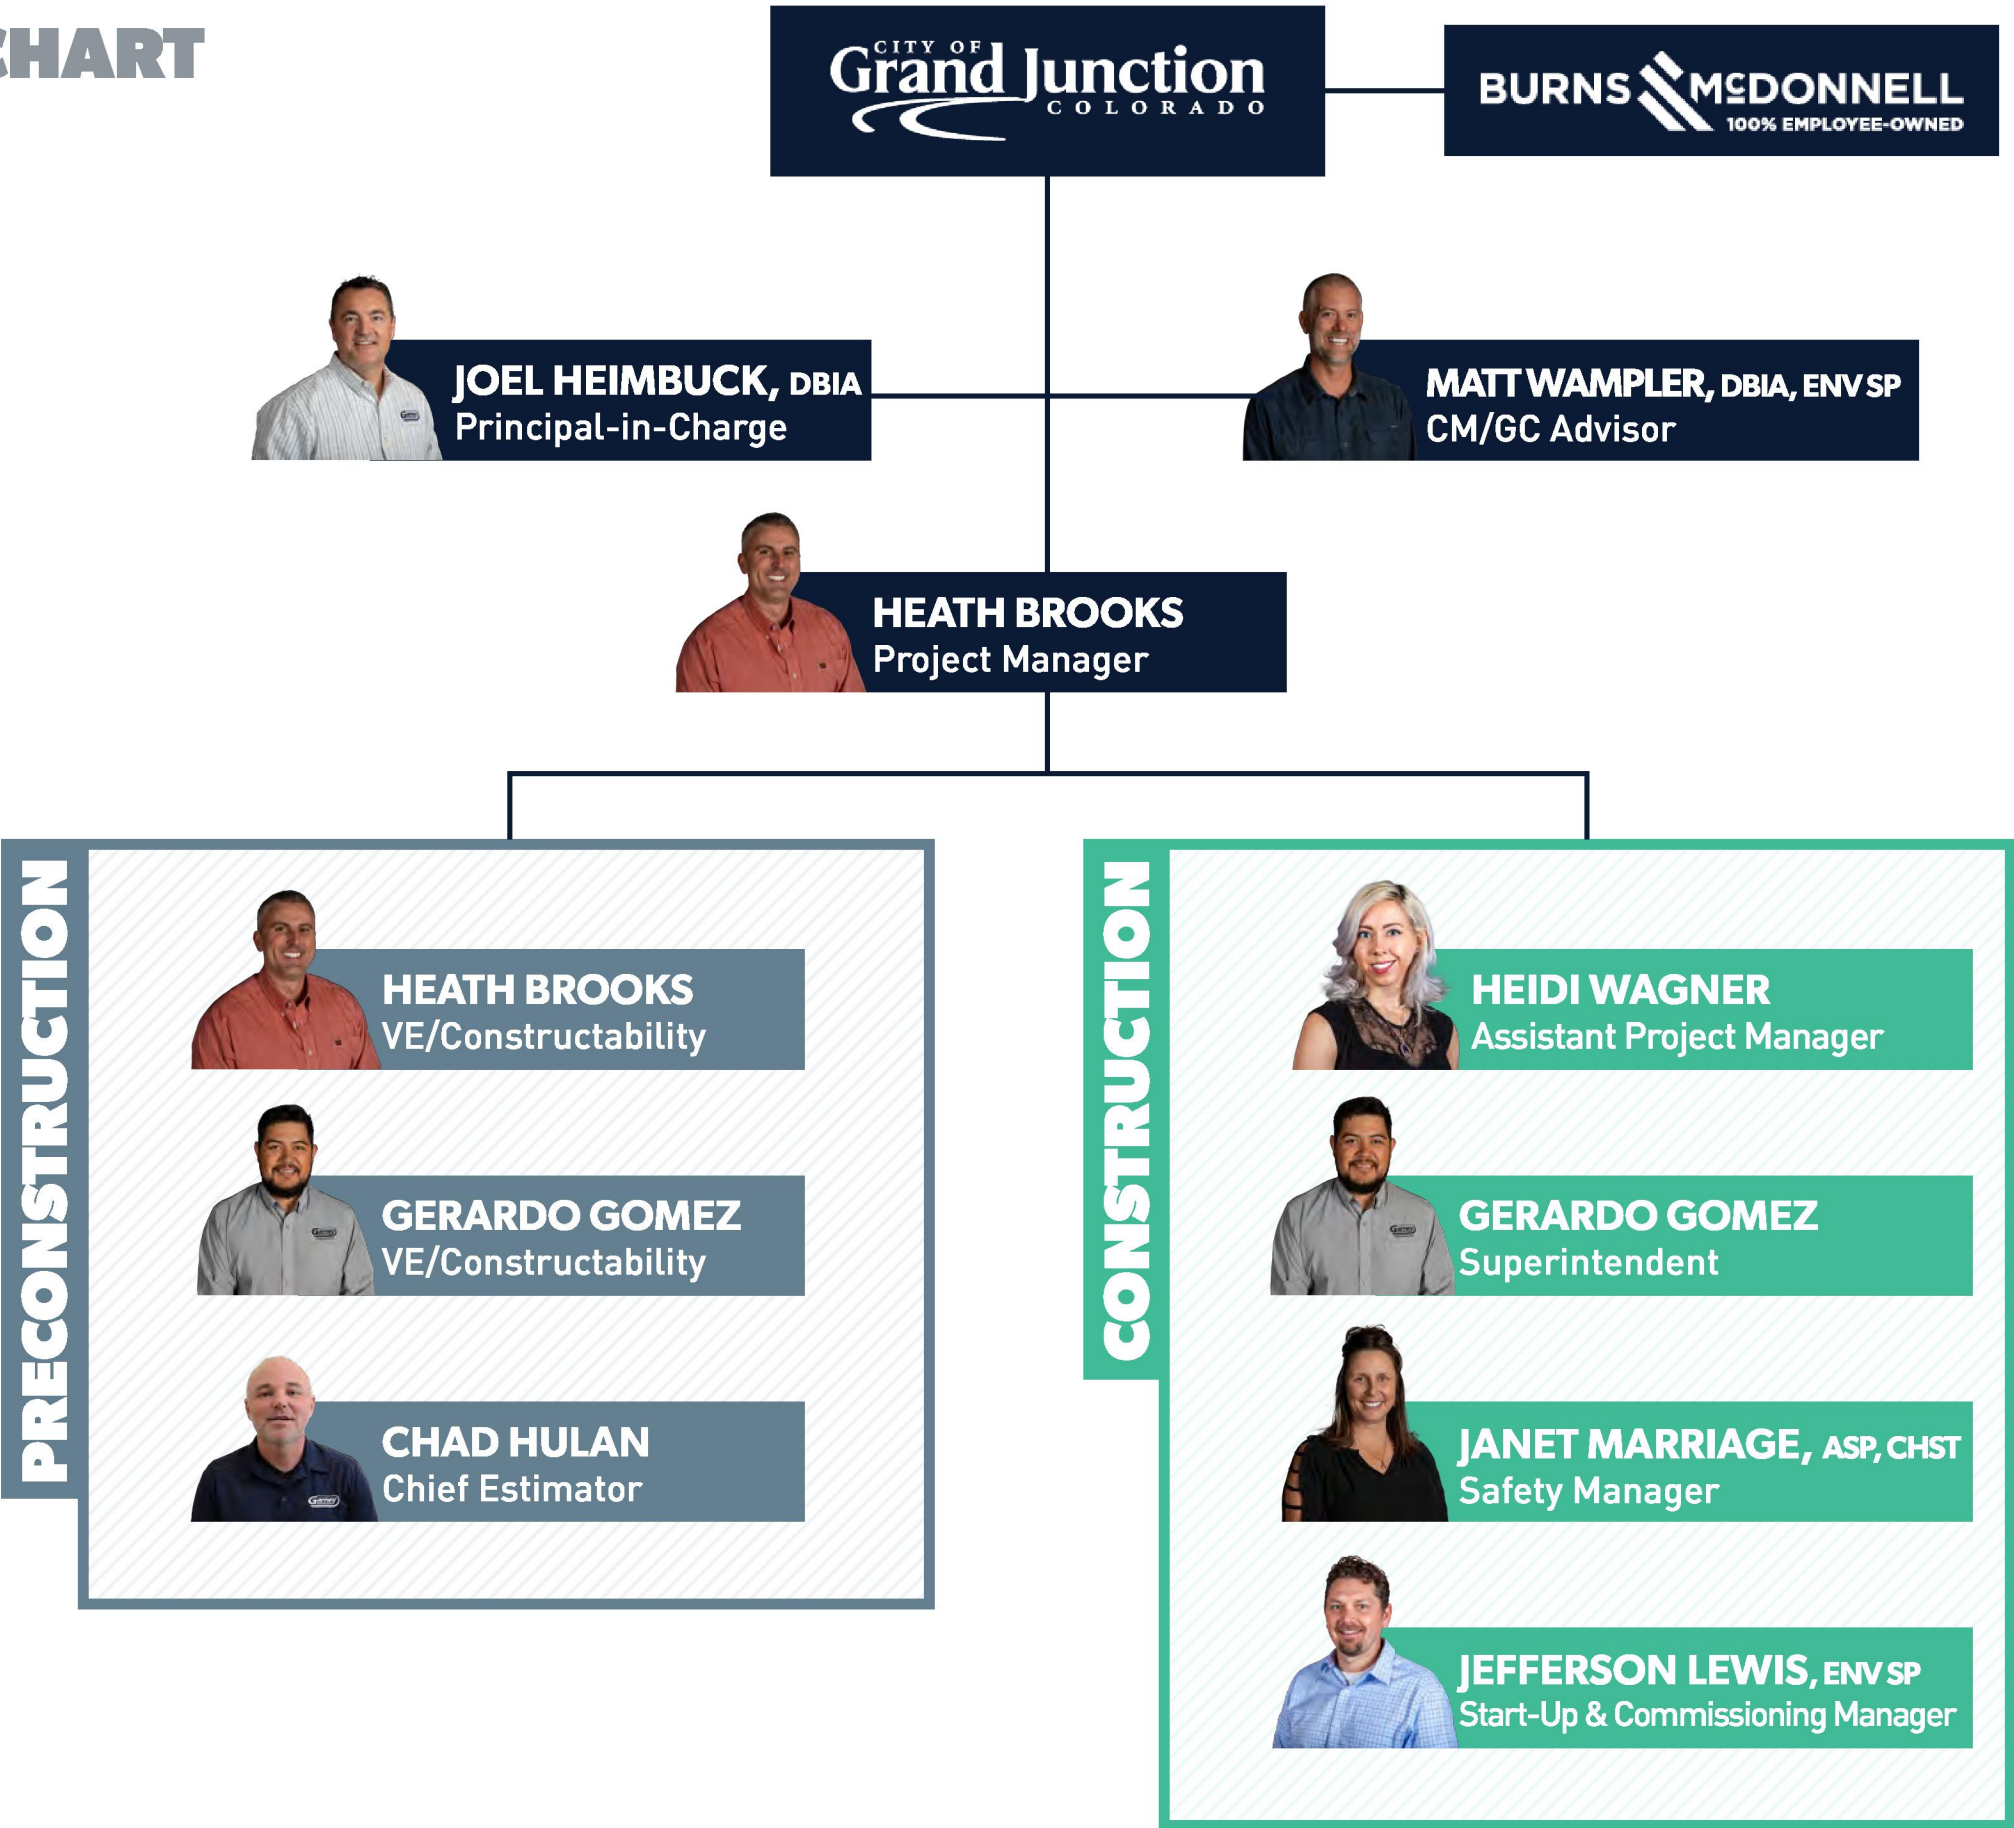 CHART
CITY OF
Grand Junction
COLORADO
BURNS MCDONNELL
100% EMPLOYEE-OWNED
JOEL HEIMBUCK, DBIA
Principal-in-Charge
MATT WAMPLER, DBIA, ENV SP
CM/GC Advisor
HEATH BROOKS
Project Manager
PRECONSTRUCTION
HEATH BROOKS
VE/Constructability
GERARDO GOMEZ
VE/Constructability
CHAD HULAN
Chief Estimator
CONSTRUCTION
HEIDI WAGNER
Assistant Project Manager
GERARDO GOMEZ
Superintendent
JANET MARRIAGE, ASP, CHST
Safety Manager
JEFFERSON LEWIS, ENV SP
Start-Up & Commissioning Manager